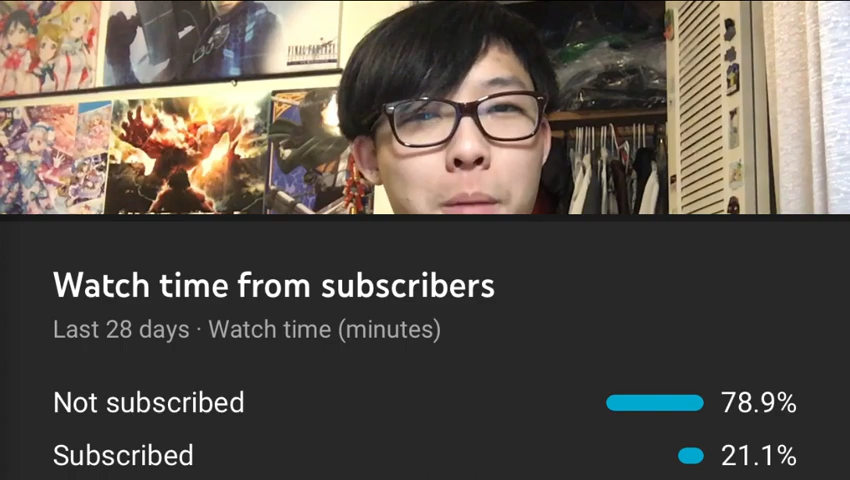 FINAL FANTASY
Watch time from subscribers
Last 28 days · Watch time (minutes)
Not subscribed 78.9%
Subscribed 21.1%